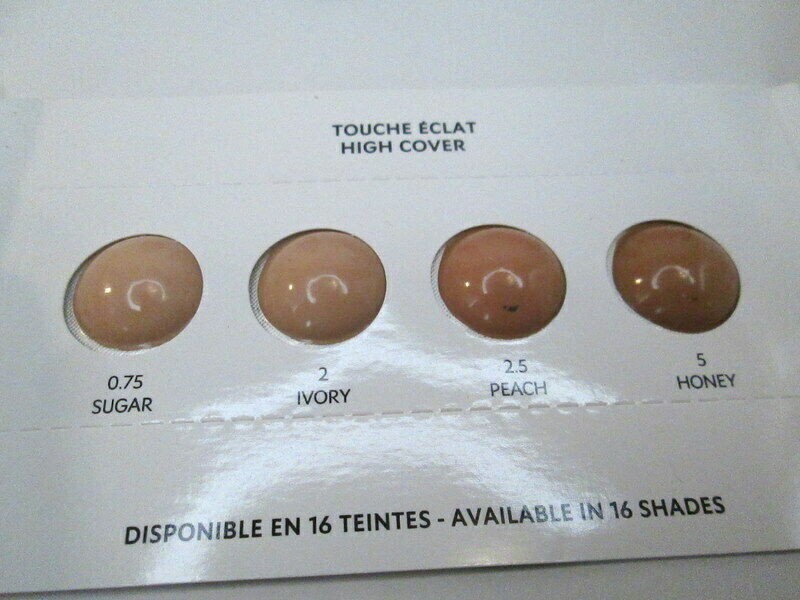 TOUCHE ÉCLAT
HIGH COVER
0.75
SUGAR
2
IVORY
2.5
PEACH
5
HONEY
DISPONIBLE EN 16 TEINTES - AVAILABLE IN 16 SHADES